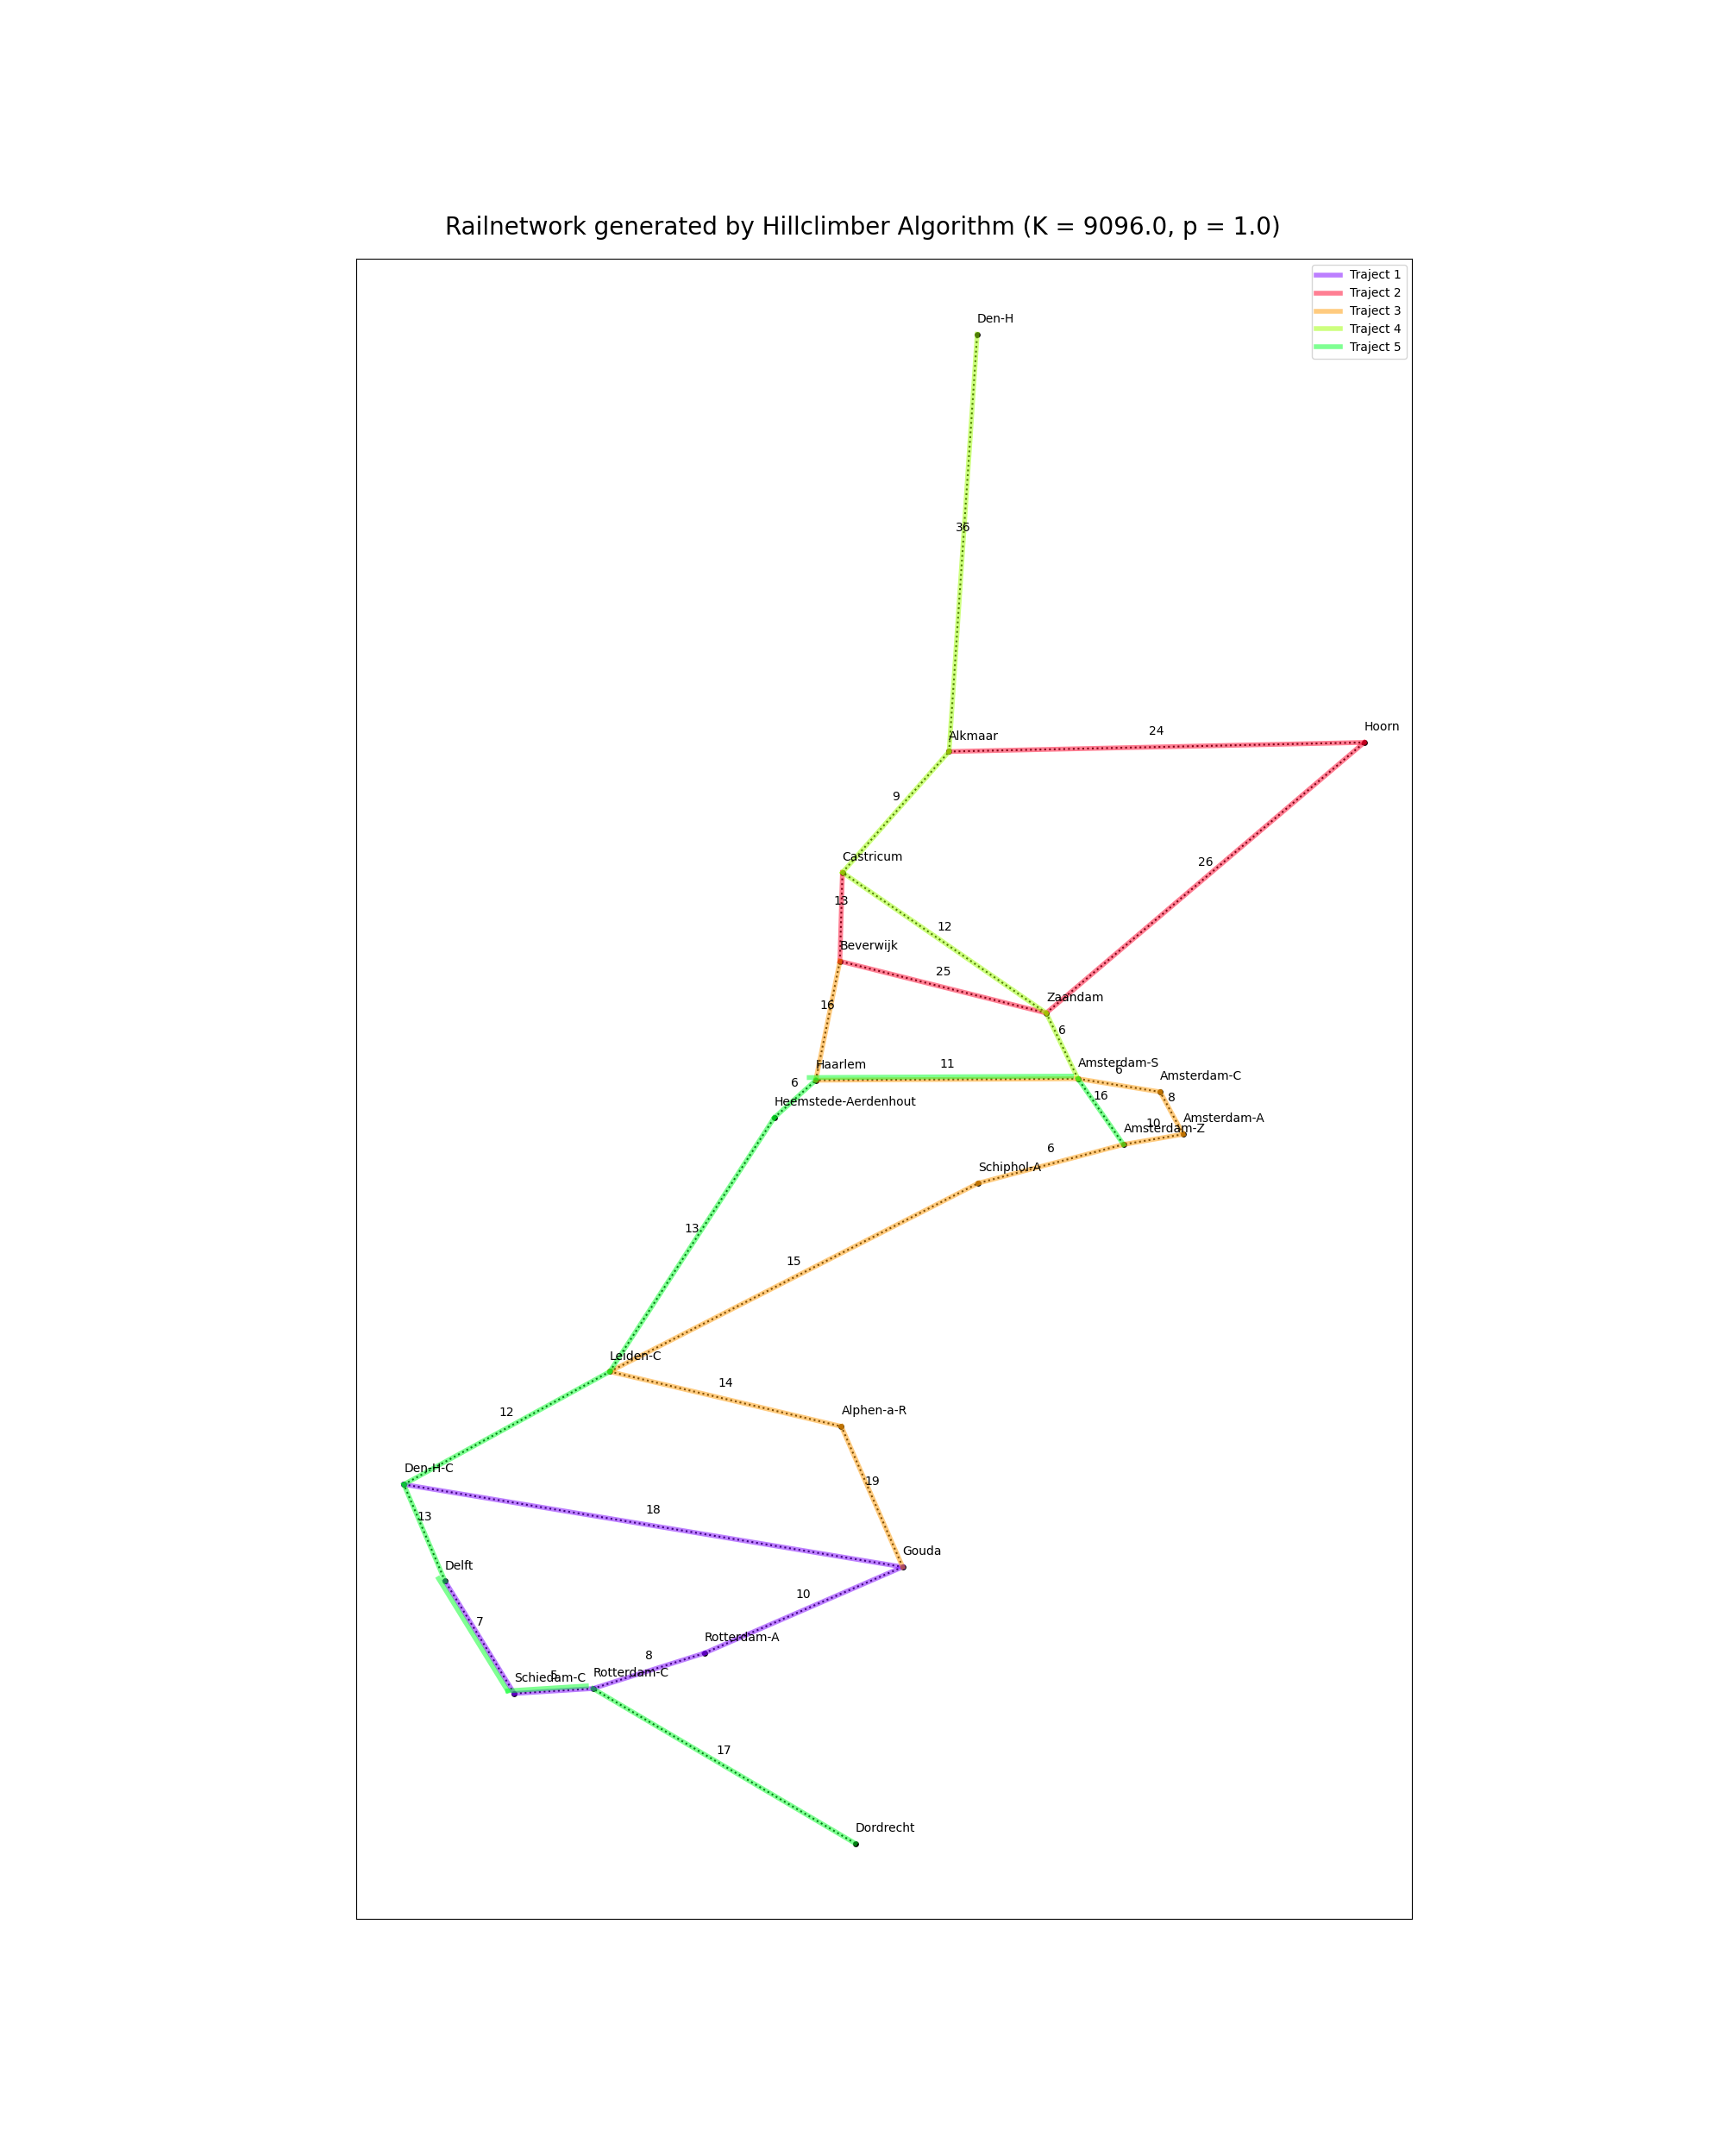 Railnetwork generated by Hillclimber Algorithm (K = 9096.0, p = 1.0)
Traject 1
Traject 2
Traject 3
Traject 4
Traject 5
Den-H
36
Hoorn
24
Alkmaar
9
Castricum
26
13
12
Beverwijk
25
Zaandam
16
6
Haarlem
11
Amsterdam-S
6
Amsterdam-C
6
16
8
Heemstede-Aerdenhout
Amsterdam-A
10
Amsterdam-Z
6
Schiphol-A
13
15
Leiden-C
14
12
Alphen-a-R
Den-H-C
19
18
13
Gouda
Delft
10
7
Rotterdam-A
8
Rotterdam-C
5
Schiedam-C
17
Dordrecht